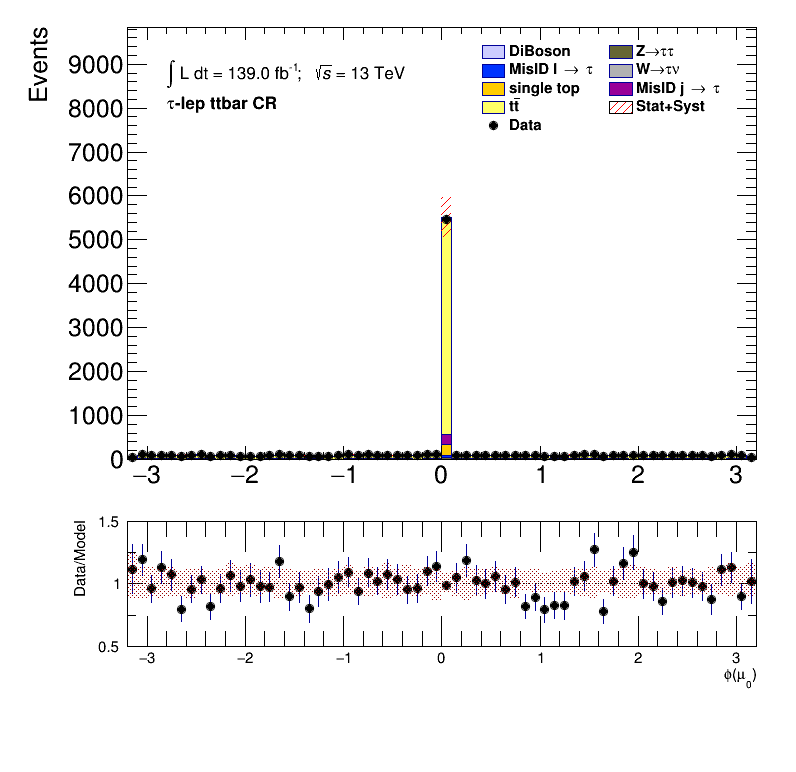 Events
9000
8000
7000
6000
5000
4000
3000
2000
1000
0
∫ L dt = 139.0 fb⁻¹; √s = 13 TeV
τ-lep ttbar CR
DiBoson
MisID l → τ
single top
tt̄
Data
Z→ττ
W→τν
MisID j → τ
Stat+Syst
−3 −2 −1 0 1 2 3
Data/Model
1.5
1
0.5
−3 −2 −1 0 1 2 3
ϕ(μ₀)